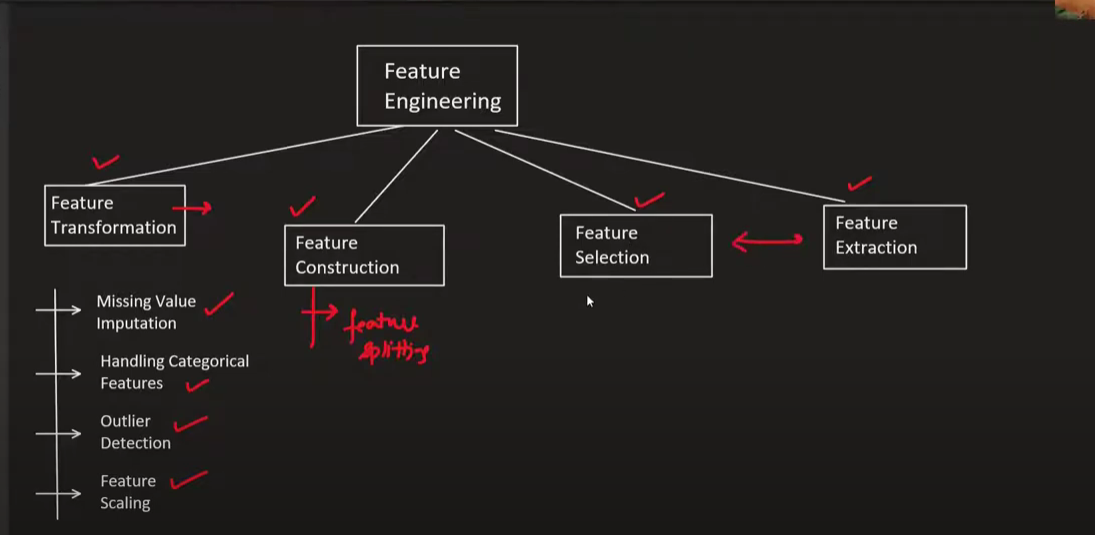 Feature
Engineering
Feature
Transformation
Feature
Construction
Feature
Selection
Feature
Extraction
Missing Value
Imputation
Handling Categorical
Features
Outlier
Detection
Feature
Scaling
feature
splitting